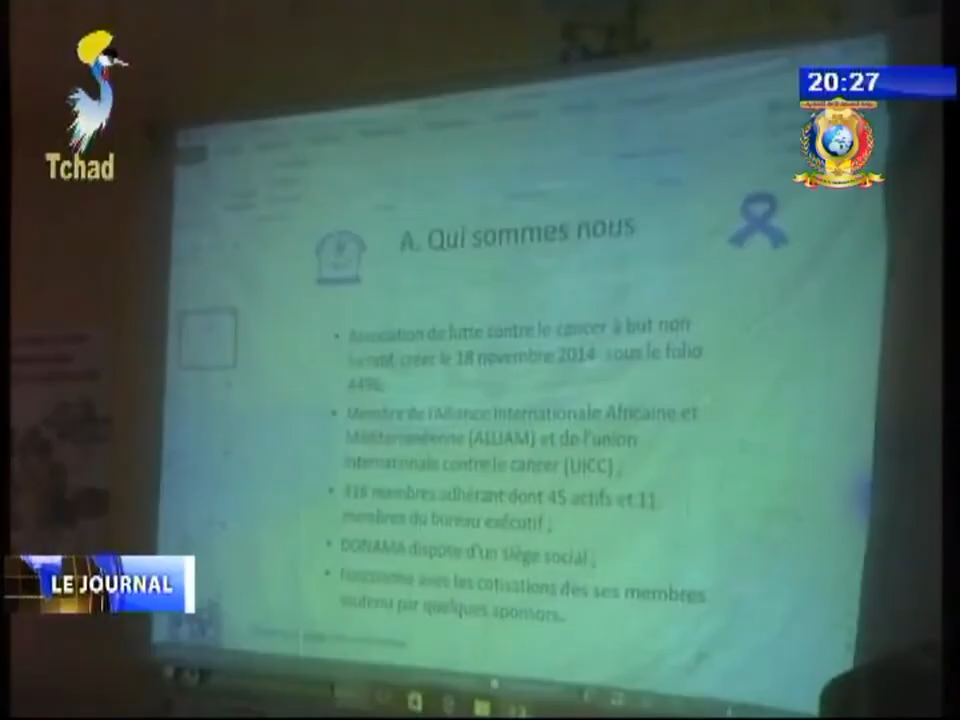 20:27
Tchad
A. Qui sommes nous
• Association de lutte contre le cancer à but non
créer le 18 novembre 2014 sous le folio
• Membre de l'Alliance Internationale Africaine et
Méditerranéenne (ALIAM) et de l'union
internationale contre le cancer (UICC) ;
• membres adhérant dont 45 actifs et 11
membres du bureau exécutif ;
• DONAMA dispose d'un siège social ;
• avec les cotisations des ses membres
soutenu par quelques sponsors.
LE JOURNAL